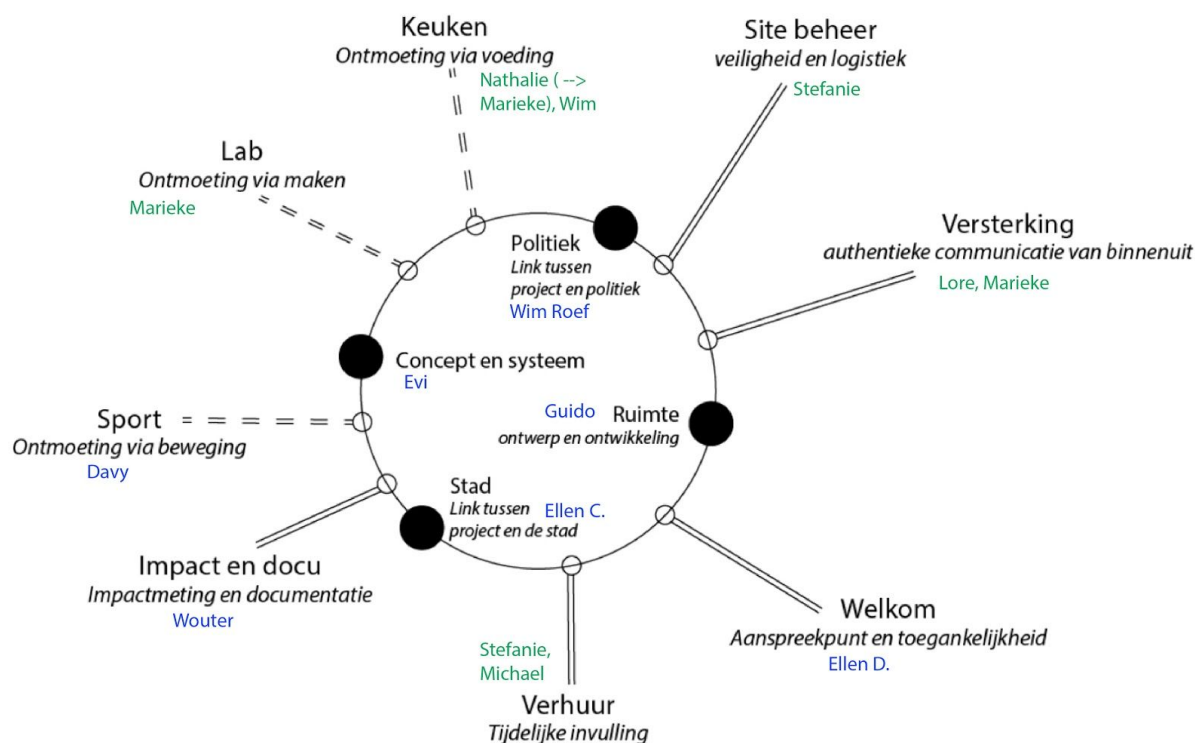 Keuken
Ontmoeting via voeding
Nathalie ( -->
Marieke), Wim
Site beheer
veiligheid en logistiek
Stefanie
Lab
Ontmoeting via maken
Marieke
Versterking
authentieke communicatie van binnenuit
Lore, Marieke
Politiek
Link tussen
project en politiek
Wim Roef
Concept en systeem
Evi
Guido
Ruimte
ontwerp en ontwikkeling
Sport
Ontmoeting via beweging
Davy
Stad
Link tussen
project en de stad
Ellen C.
Impact en docu
Impactmeting en documentatie
Wouter
Welkom
Aanspreekpunt en toegankelijkheid
Ellen D.
Stefanie,
Michael
Verhuur
Tijdelijke invulling